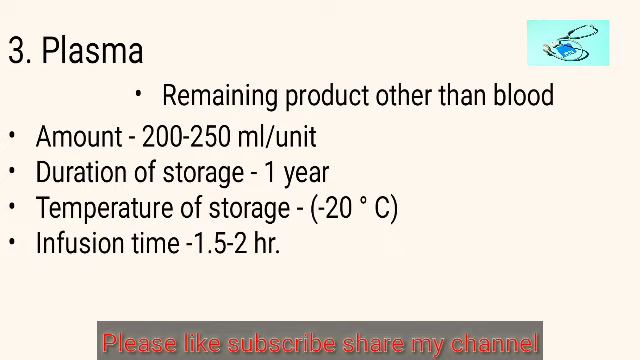 3. Plasma
• Remaining product other than blood
• Amount - 200-250 ml/unit
• Duration of storage - 1 year
• Temperature of storage - (-20 ° C)
• Infusion time -1.5-2 hr.
Please like subscribe share my channel